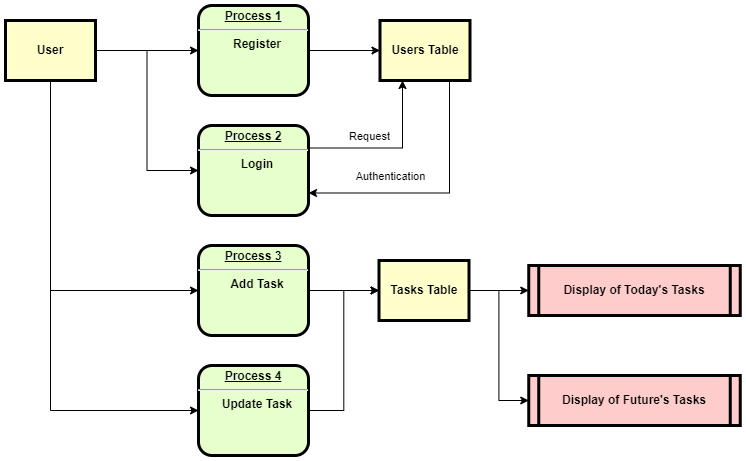 Process 1
User
Register
Users Table
Process 2
Request
Login
Authentication
Process 3
Add Task
Tasks Table
Display of Today's Tasks
Process 4
Update Task
Display of Future's Tasks